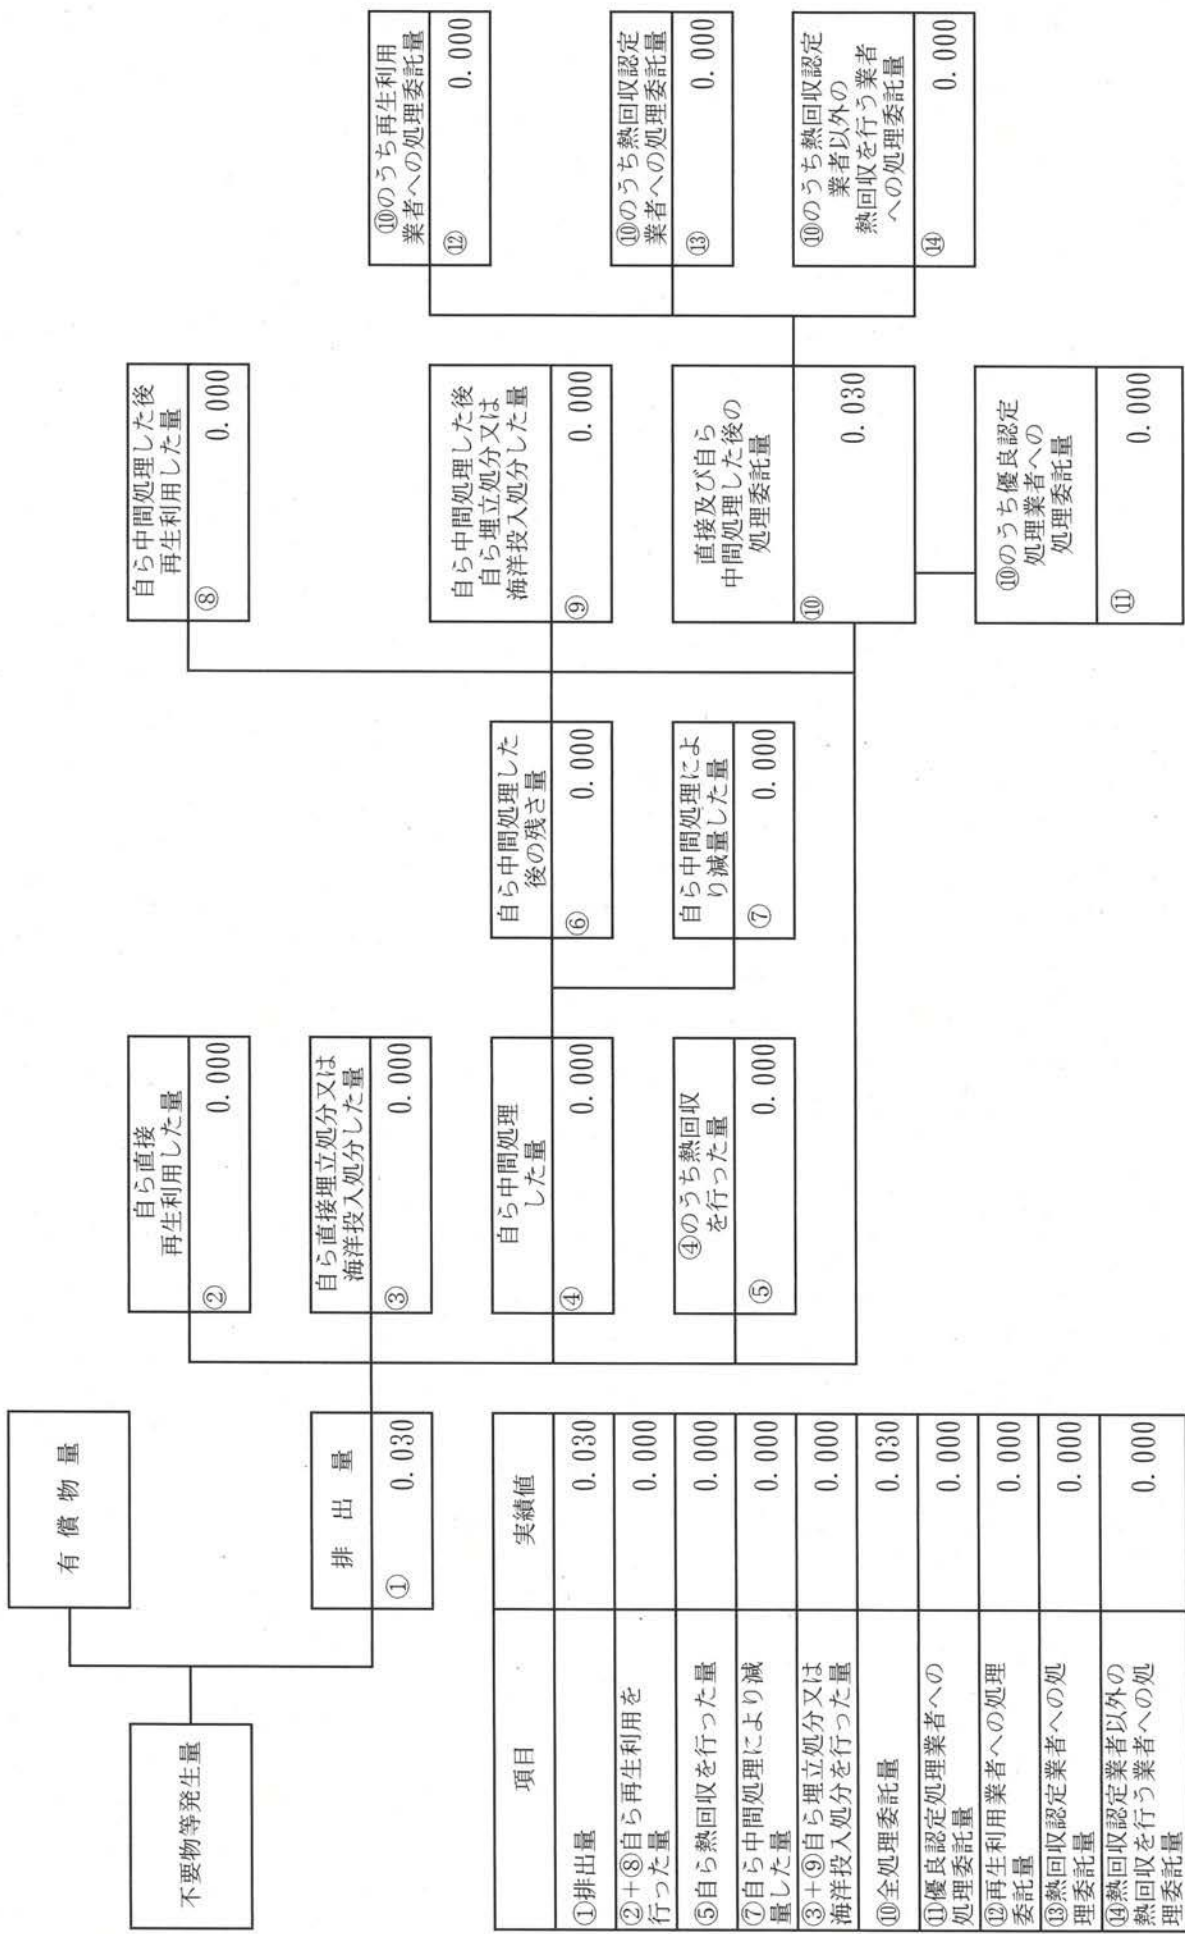 不要物等発生量
有償物量
排出量
① 0.030
自ら直接
再生利用した量
② 0.000
自ら直接埋立処分又は
海洋投入処分した量
③ 0.000
自ら中間処理
した量
④ 0.000
④のうち熱回収
を行った量
⑤ 0.000
自ら中間処理した
後の残さ量
⑥ 0.000
自ら中間処理によ
り減量した量
⑦ 0.000
自ら中間処理した後
再生利用した量
⑧ 0.000
自ら中間処理した後
自ら埋立処分又は
海洋投入処分した量
⑨ 0.000
直接及び自ら
中間処理した後の
処理委託量
⑩ 0.030
⑩のうち優良認定
処理業者への
処理委託量
⑪ 0.000
⑩のうち再生利用
業者への処理委託量
⑫ 0.000
⑩のうち熱回収認定
業者への処理委託量
⑬ 0.000
⑩のうち熱回収認定
業者以外の
熱回収を行う業者
への処理委託量
⑭ 0.000
項目 実績値
①排出量 0.030
②+⑧自ら再生利用を
行った量 0.000
⑤自ら熱回収を行った量 0.000
⑦自ら中間処理により減
量した量 0.000
③+⑨自ら埋立処分又は
海洋投入処分を行った量 0.000
⑩全処理委託量 0.030
⑪優良認定処理業者への
処理委託量 0.000
⑫再生利用業者への処理
委託量 0.000
⑬熱回収認定業者への処
理委託量 0.000
⑭熱回収認定業者以外の
熱回収を行う業者への処
理委託量 0.000